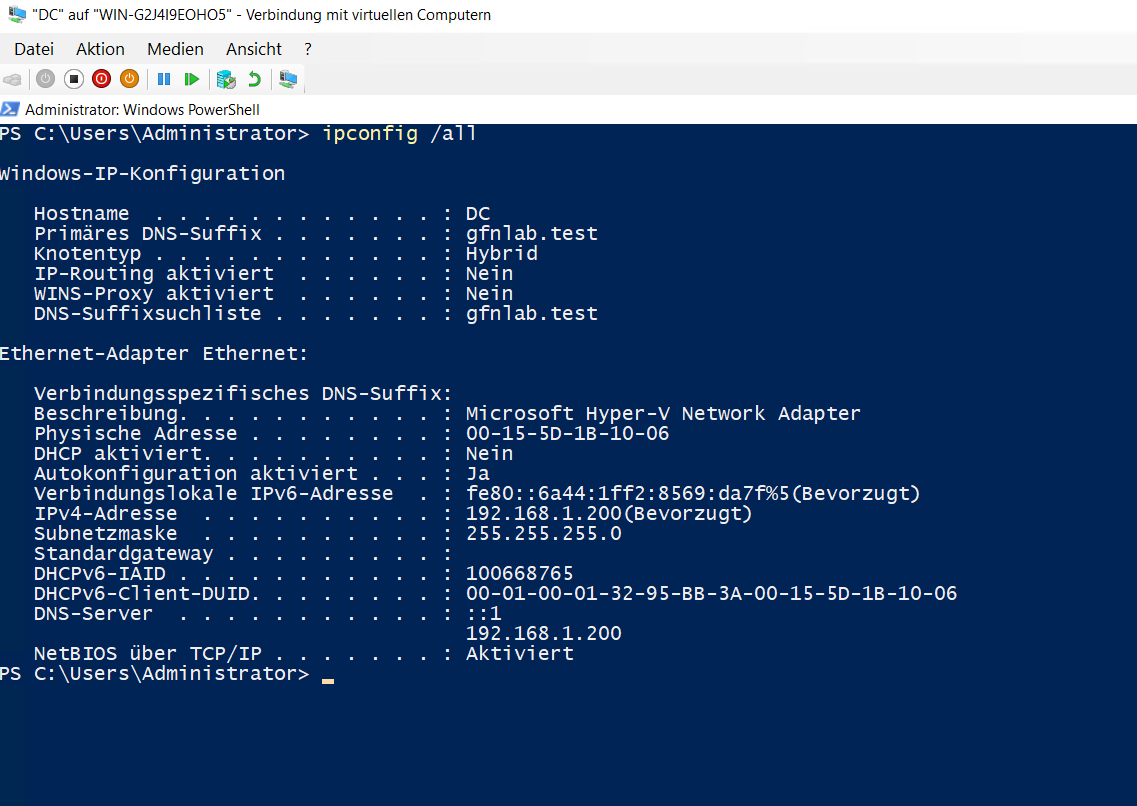 "DC" auf "WIN-G2J4I9EOHO5" - Verbindung mit virtuellen Computern
Datei Aktion Medien Ansicht ?
Administrator: Windows PowerShell
PS C:\Users\Administrator> ipconfig /all
Windows-IP-Konfiguration
Hostname . . . . . . . . . . . . : DC
Primäres DNS-Suffix . . . . . . . : gfnlab.test
Knotentyp . . . . . . . . . . . . : Hybrid
IP-Routing aktiviert . . . . . . : Nein
WINS-Proxy aktiviert . . . . . . : Nein
DNS-Suffixsuchliste . . . . . . . : gfnlab.test
Ethernet-Adapter Ethernet:
Verbindungsspezifisches DNS-Suffix:
Beschreibung. . . . . . . . . . . : Microsoft Hyper-V Network Adapter
Physische Adresse . . . . . . . . : 00-15-5D-1B-10-06
DHCP aktiviert. . . . . . . . . . : Nein
Autokonfiguration aktiviert . . . : Ja
Verbindungslokale IPv6-Adresse . : fe80::6a44:1ff2:8569:da7f%5(Bevorzugt)
IPv4-Adresse . . . . . . . . . . : 192.168.1.200(Bevorzugt)
Subnetzmaske . . . . . . . . . . : 255.255.255.0
Standardgateway . . . . . . . . . :
DHCPv6-IAID . . . . . . . . . . . : 100668765
DHCPv6-Client-DUID. . . . . . . . : 00-01-00-01-32-95-BB-3A-00-15-5D-1B-10-06
DNS-Server . . . . . . . . . . . : ::1
192.168.1.200
NetBIOS über TCP/IP . . . . . . . : Aktiviert
PS C:\Users\Administrator>